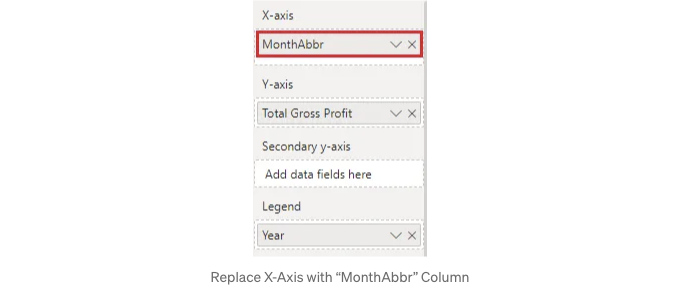 X-axis
MonthAbbr
Y-axis
Total Gross Profit
Secondary y-axis
Add data fields here
Legend
Year
Replace X-Axis with “MonthAbbr” Column